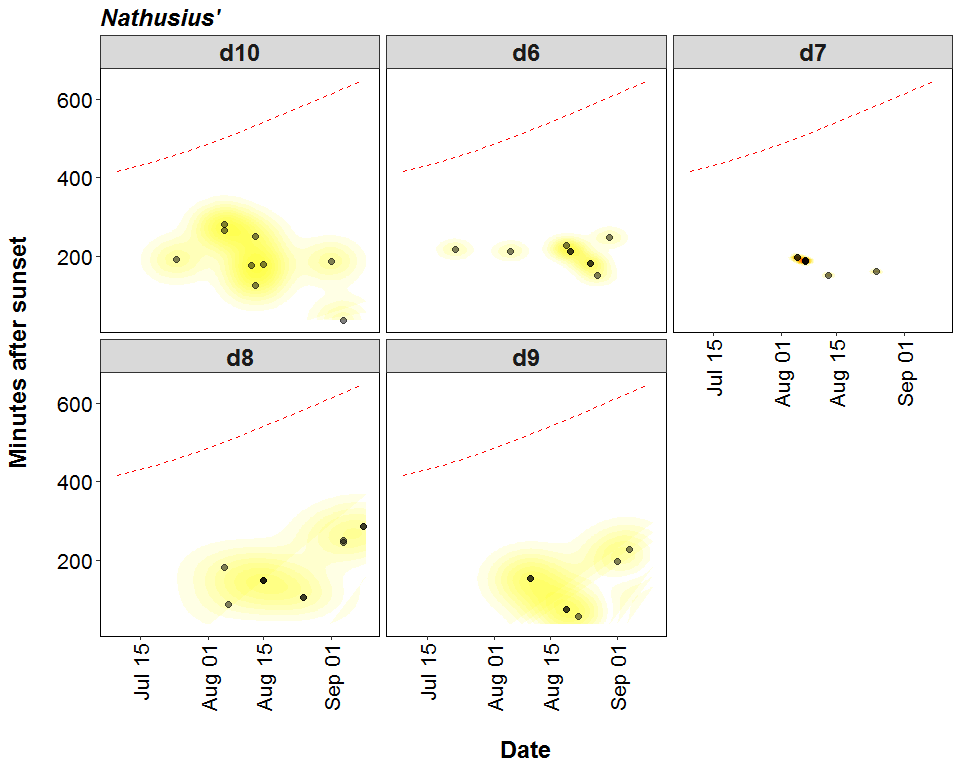 Nathusius'
d10
d6
d7
Minutes after sunset
600
400
200
Jul 15
Aug 01
Aug 15
Sep 01
d8
d9
600
400
200
Jul 15
Aug 01
Aug 15
Sep 01
Jul 15
Aug 01
Aug 15
Sep 01
Date